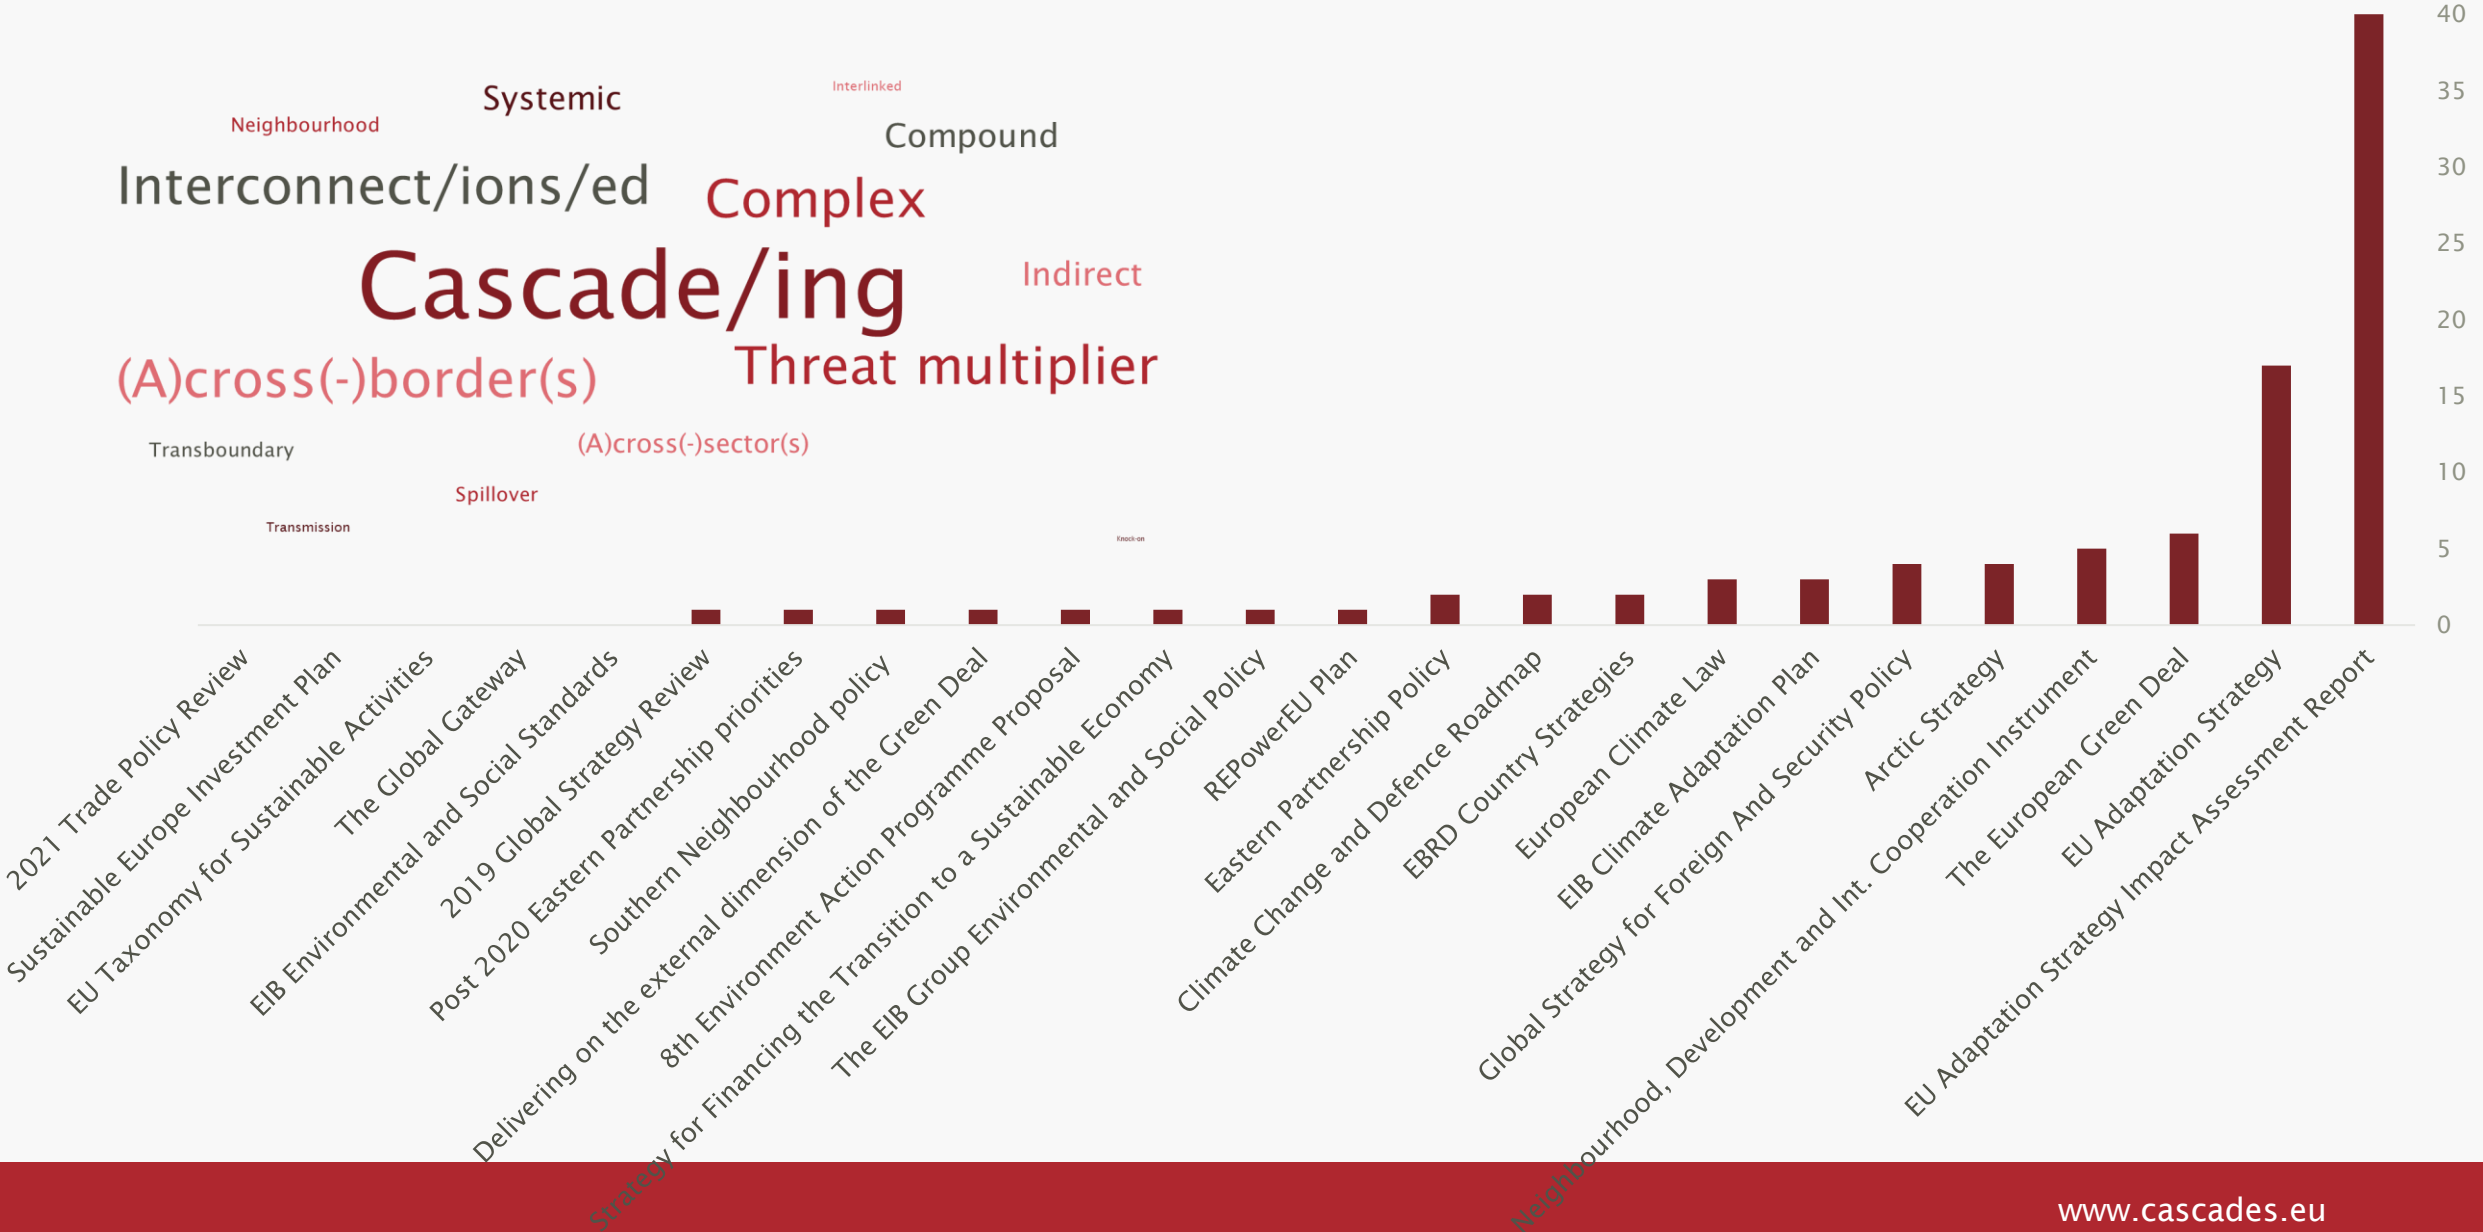 40
35
30
25
20
15
10
5
0
Systemic
Interlinked
Neighbourhood
Compound
Interconnect/ions/ed
Complex
Cascade/ing
Indirect
(A)cross(-)border(s)
Threat multiplier
Transboundary
(A)cross(-)sector(s)
Spillover
Transmission
Knock-on
2021 Trade Policy Review
Sustainable Europe Investment Plan
EU Taxonomy for Sustainable Activities
The Global Gateway
EIB Environmental and Social Standards
2019 Global Strategy Review
Post 2020 Eastern Partnership priorities
Southern Neighbourhood policy
Delivering on the external dimension of the Green Deal
8th Environment Action Programme Proposal
Strategy for Financing the Transition to a Sustainable Economy
The EIB Group Environmental and Social Policy
REPowerEU Plan
Eastern Partnership Policy
Climate Change and Defence Roadmap
EBRD Country Strategies
European Climate Law
EIB Climate Adaptation Plan
Global Strategy for Foreign And Security Policy
Arctic Strategy
Neighbourhood, Development and Int. Cooperation Instrument
The European Green Deal
EU Adaptation Strategy
EU Adaptation Strategy Impact Assessment Report
www.cascades.eu